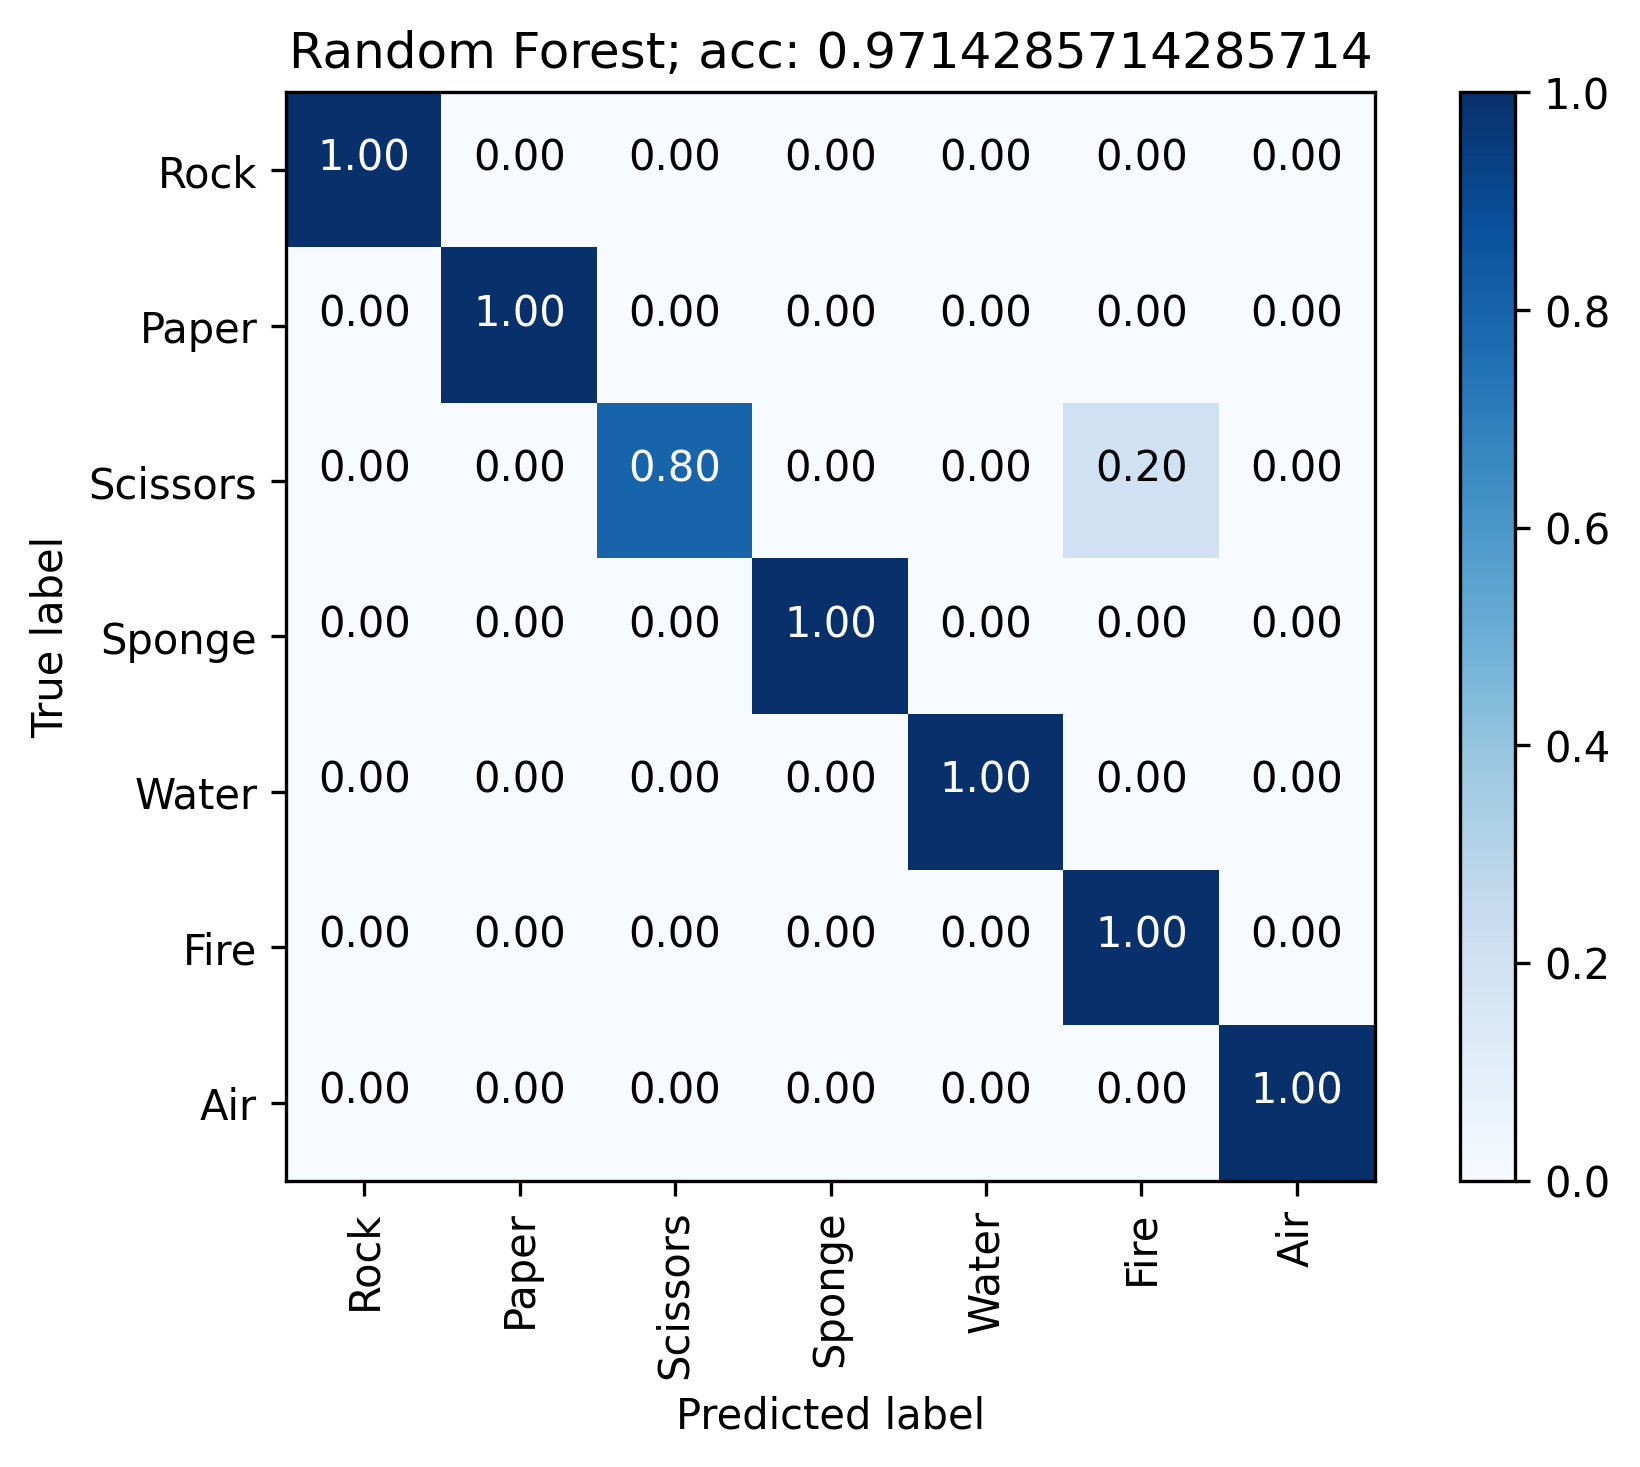 Random Forest; acc: 0.9714285714285714
Rock 1.00 0.00 0.00 0.00 0.00 0.00 0.00
Paper 0.00 1.00 0.00 0.00 0.00 0.00 0.00
Scissors 0.00 0.00 0.80 0.00 0.00 0.20 0.00
Sponge 0.00 0.00 0.00 1.00 0.00 0.00 0.00
Water 0.00 0.00 0.00 0.00 1.00 0.00 0.00
Fire 0.00 0.00 0.00 0.00 0.00 1.00 0.00
Air 0.00 0.00 0.00 0.00 0.00 0.00 1.00
True label
Rock Paper Scissors Sponge Water Fire Air
Predicted label
1.0
0.8
0.6
0.4
0.2
0.0